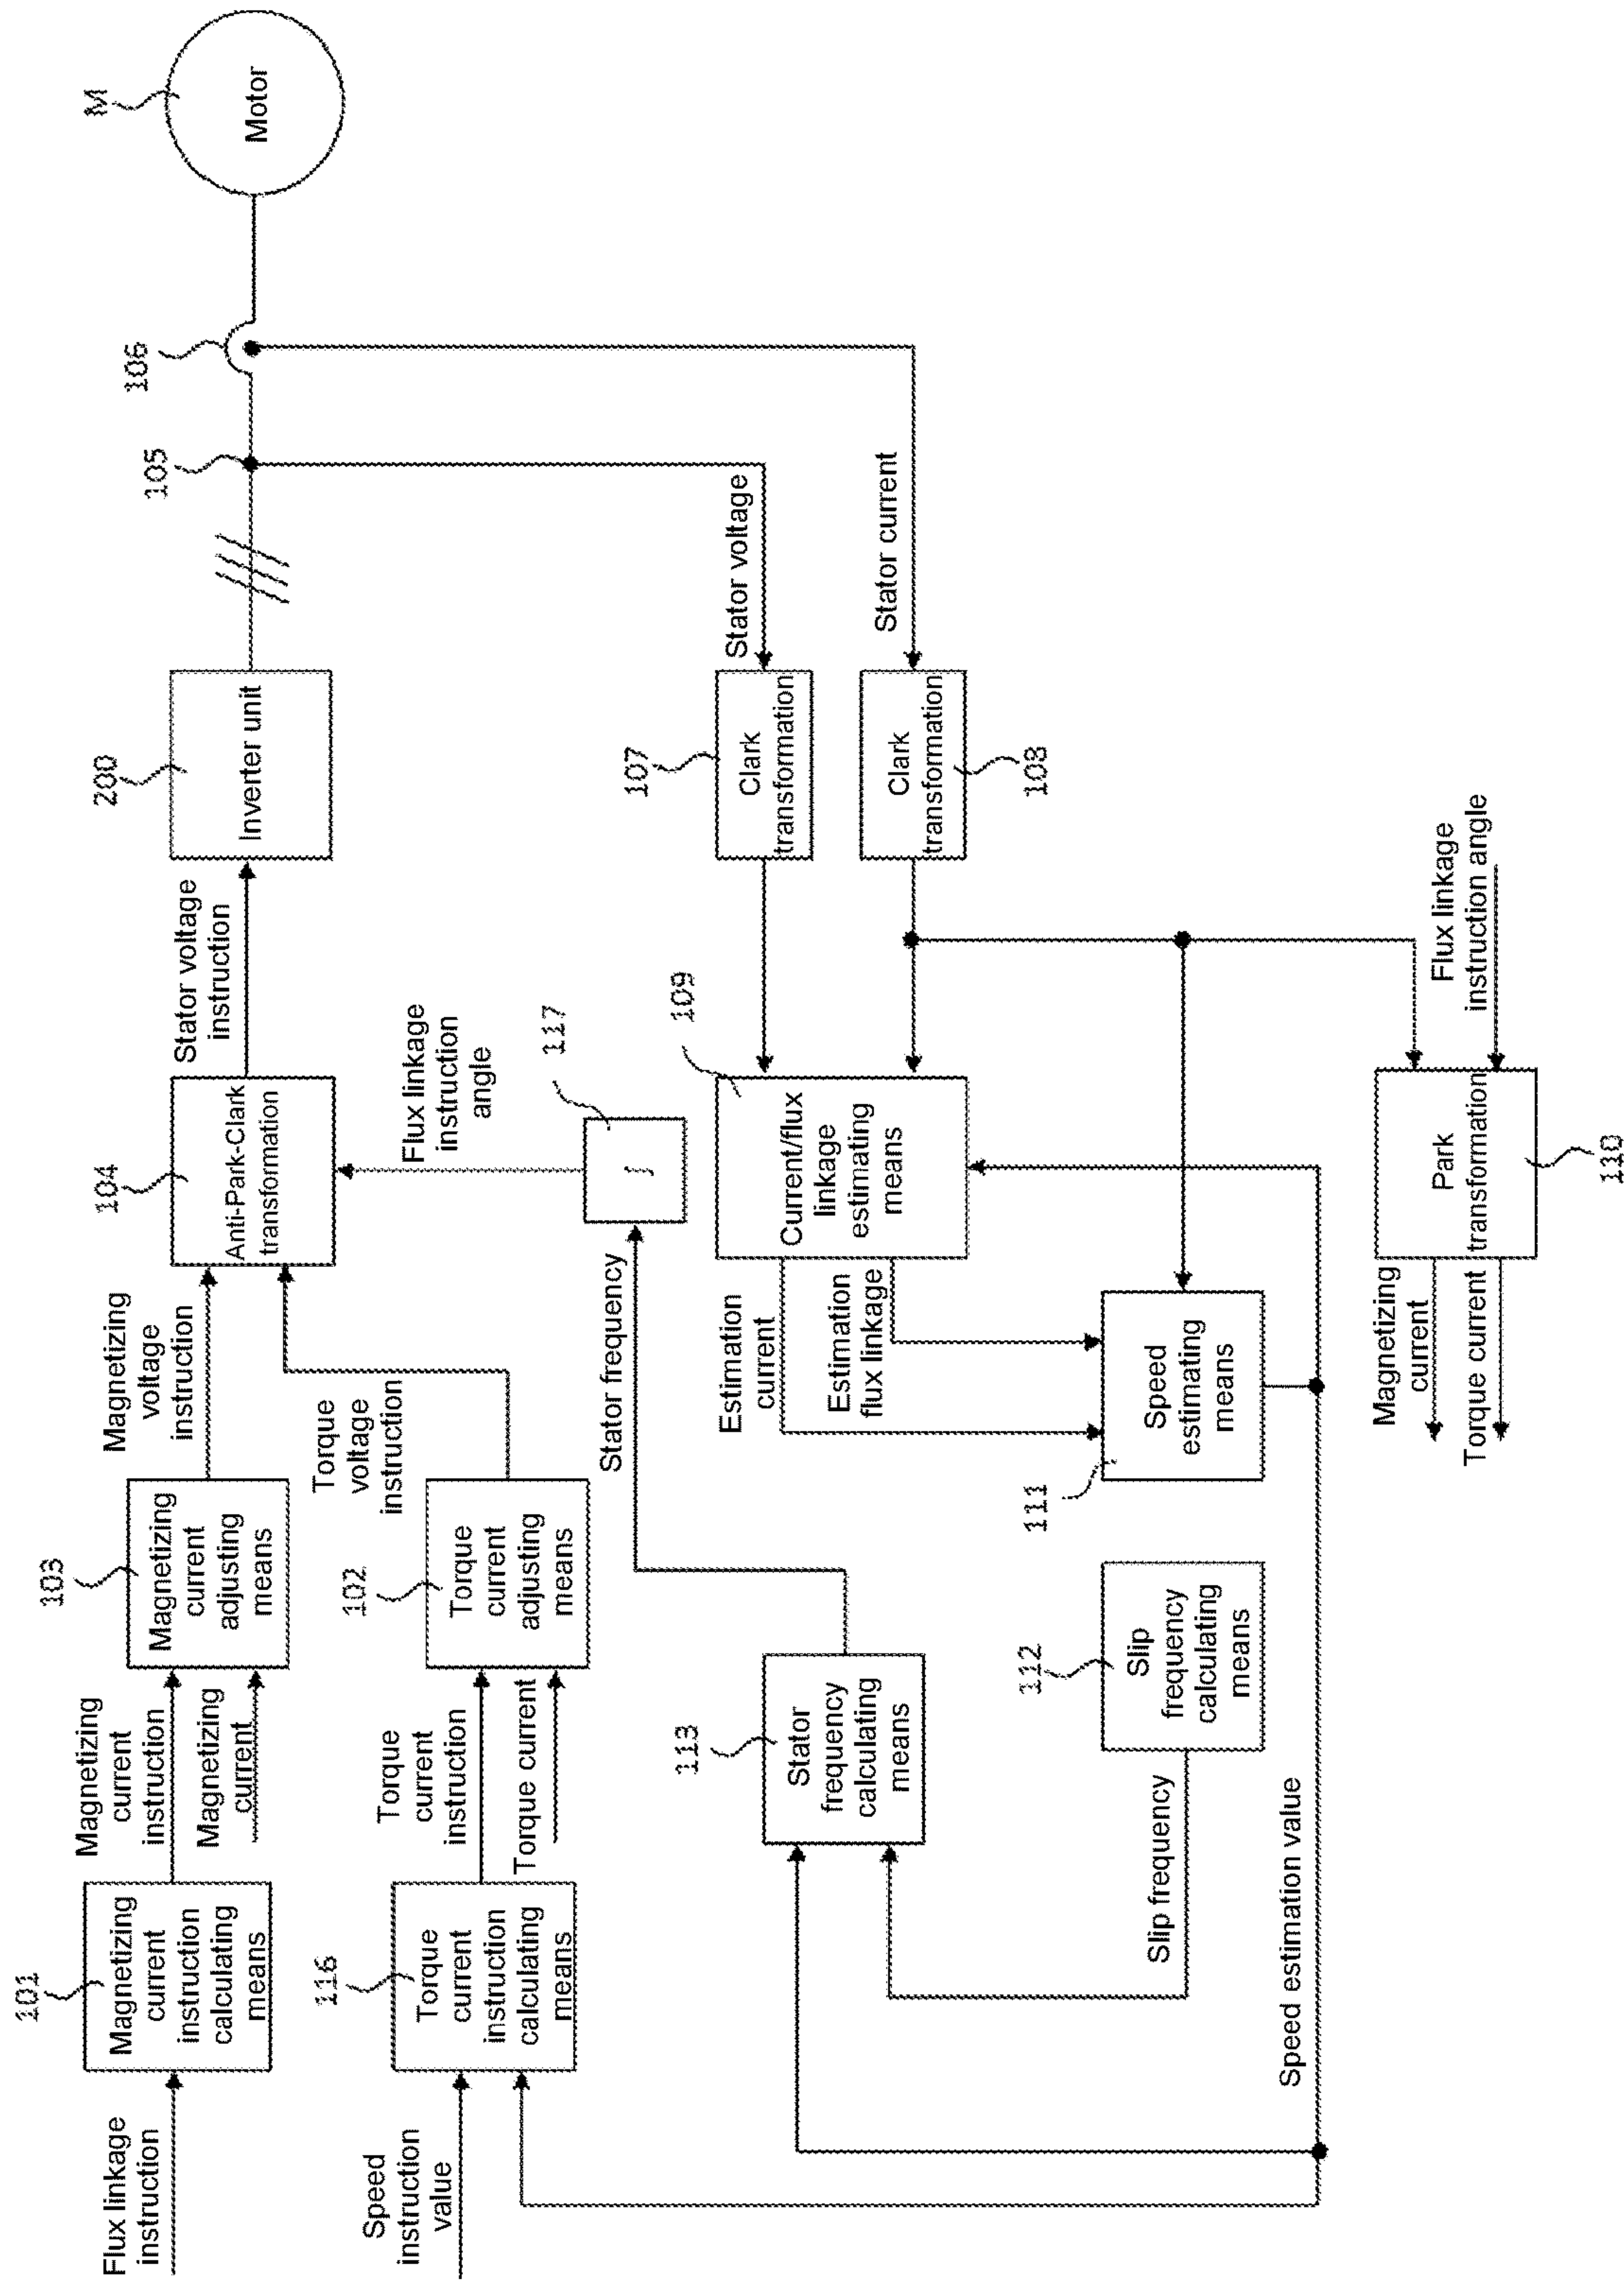 M
Motor
106
105
200
Inverter unit
Stator voltage
instruction
104
Anti-Park-Clark
transformation
Flux linkage
instruction
angle
117
∫
Magnetizing
voltage
instruction
Torque
voltage
instruction
103
Magnetizing
current
adjusting
means
102
Torque
current
adjusting
means
Magnetizing
current
instruction
Magnetizing
current
Torque
current
instruction
Torque current
101
Magnetizing
current
instruction
calculating
means
116
Torque
current
instruction
calculating
means
Flux linkage
instruction
Speed
instruction
value
Stator voltage
Stator current
107
Clark
transformation
Clark
transformation
108
109
Current/flux
linkage
estimating
means
Flux linkage
instruction angle
Park
transformation
110
Magnetizing
current
Torque current
Stator frequency
Estimation
current
Estimation
flux linkage
111
Speed
estimating
means
112
Slip
frequency
calculating
means
113
Stator
frequency
calculating
means
Slip frequency
Speed estimation value